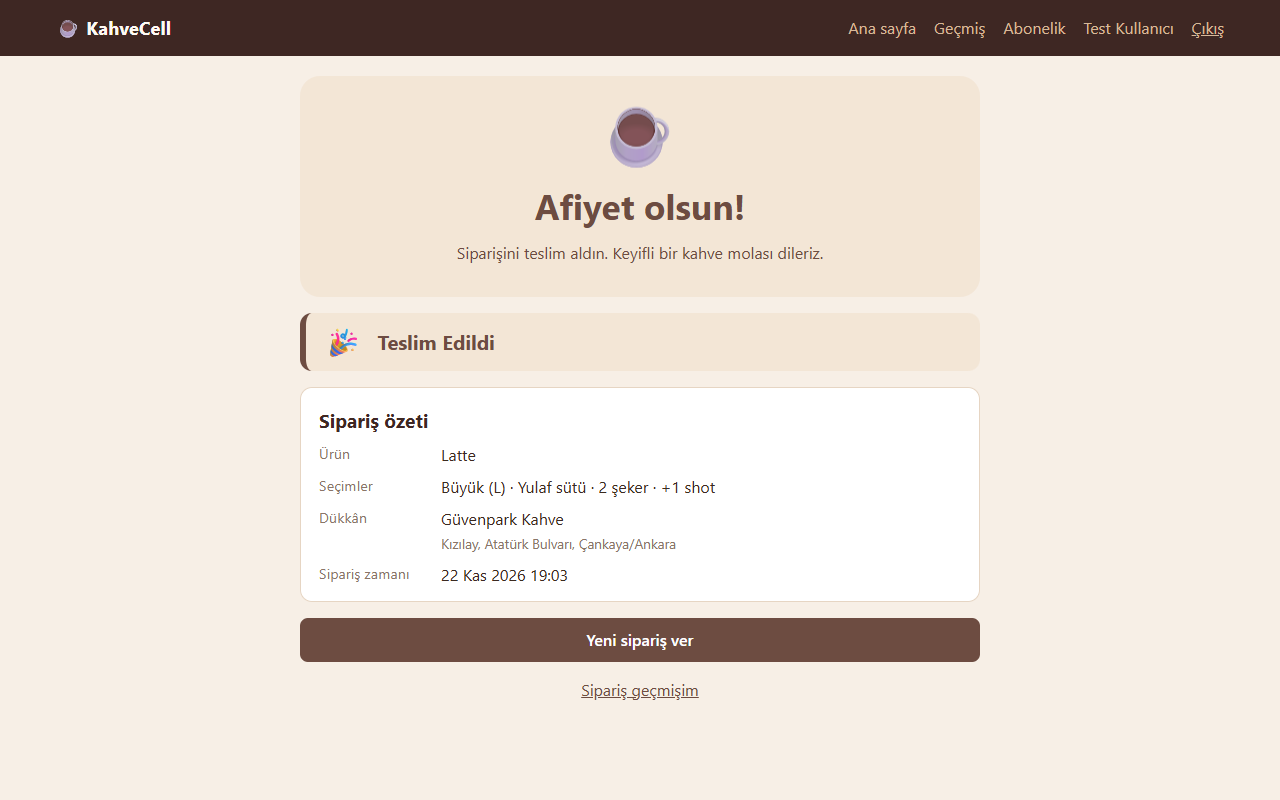 KahveCell
Ana sayfa Geçmiş Abonelik Test Kullanıcı Çıkış
Afiyet olsun!
Siparişini teslim aldın. Keyifli bir kahve molası dileriz.
Teslim Edildi
Sipariş özeti
Ürün Latte
Seçimler Büyük (L) · Yulaf sütü · 2 şeker · +1 shot
Dükkân Güvenpark Kahve
Kızılay, Atatürk Bulvarı, Çankaya/Ankara
Sipariş zamanı 22 Kas 2026 19:03
Yeni sipariş ver
Sipariş geçmişim